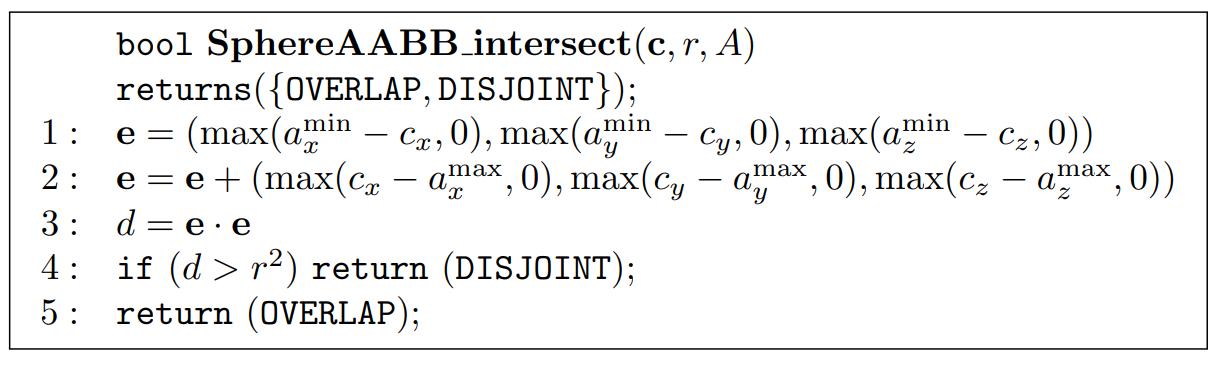 bool SphereAABB_intersect(c, r, A)
returns({OVERLAP, DISJOINT});
1 : e = (max(a_x^min − c_x, 0), max(a_y^min − c_y, 0), max(a_z^min − c_z, 0))
2 : e = e + (max(c_x − a_x^max, 0), max(c_y − a_y^max, 0), max(c_z − a_z^max, 0))
3 : d = e · e
4 : if (d > r²) return (DISJOINT);
5 : return (OVERLAP);